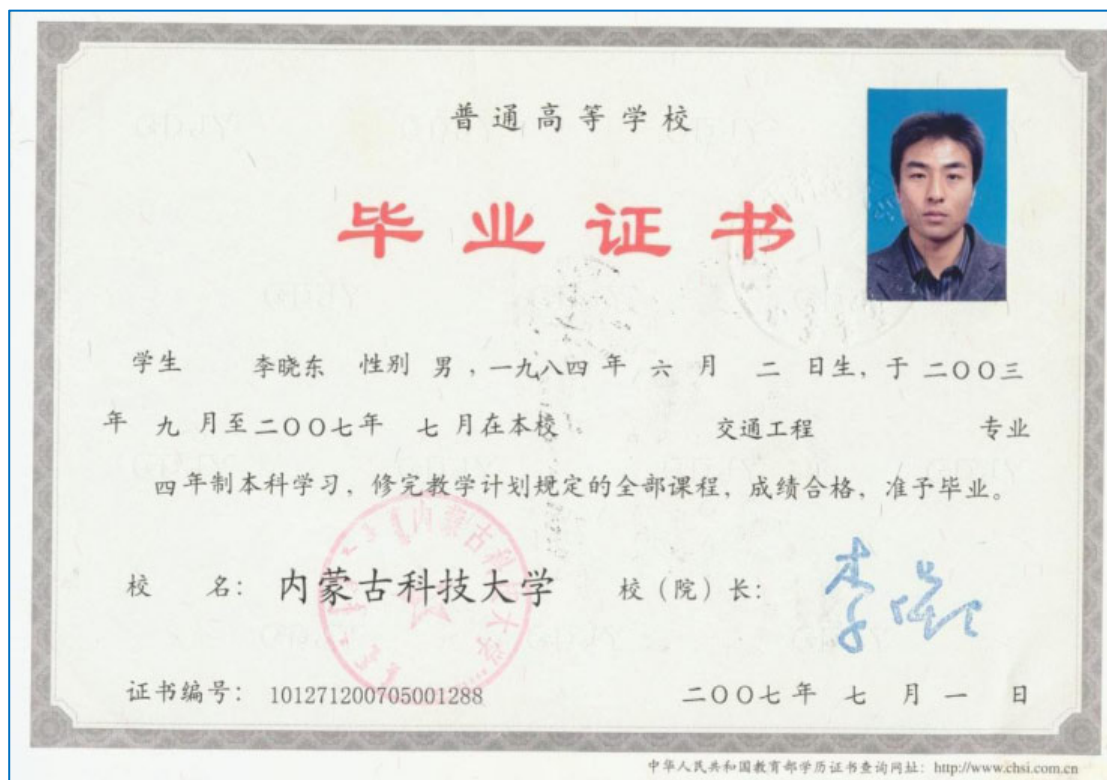 普通高等学校
毕业证书
学生 李晓东 性别 男，一九八四年 六 月 二 日生，于二〇〇三
年 九 月至二〇〇七年 七月在本校 交通工程 专业
四年制本科学习，修完教学计划规定的全部课程，成绩合格，准予毕业。
校 名：内蒙古科技大学 校（院）长：
证书编号：101271200705001288 二〇〇七年 七 月 一 日
中华人民共和国教育部学历证书查询网址：http://www.chsi.com.cn